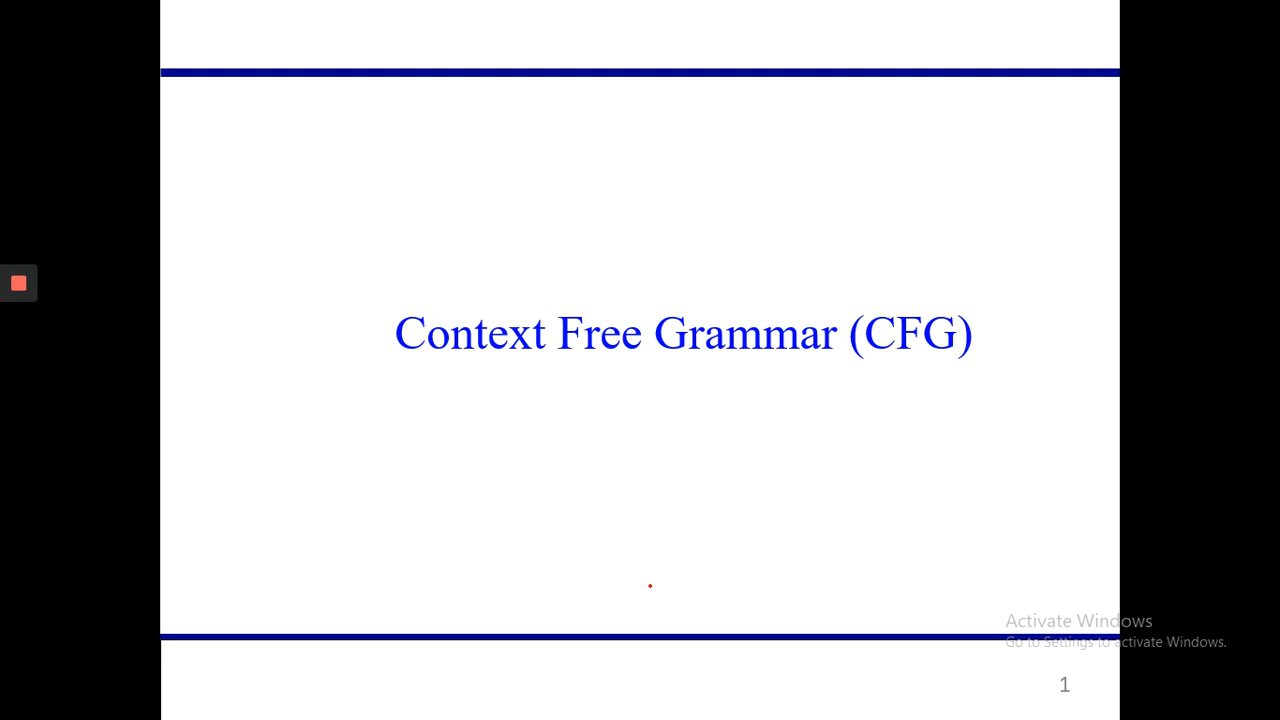 Context Free Grammar (CFG)
Activate Windows
Go to Settings to activate Windows.
1